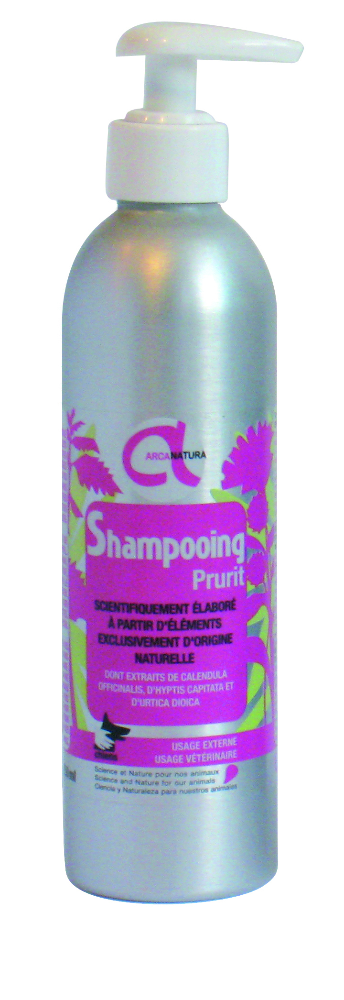 ARCANATURA
Shampooing
Prurit
SCIENTIFIQUEMENT ÉLABORÉ
À PARTIR D'ÉLÉMENTS
EXCLUSIVEMENT D'ORIGINE
NATURELLE
DONT EXTRAITS DE CALENDULA
OFFICINALIS, D'HYPTIS CAPITATA ET
D'URTICA DIOICA
chiens
USAGE EXTERNE
USAGE VÉTÉRINAIRE
Science et Nature pour nos animaux
Science and Nature for our animals
Ciencia y Naturaleza para nuestros animales
ml